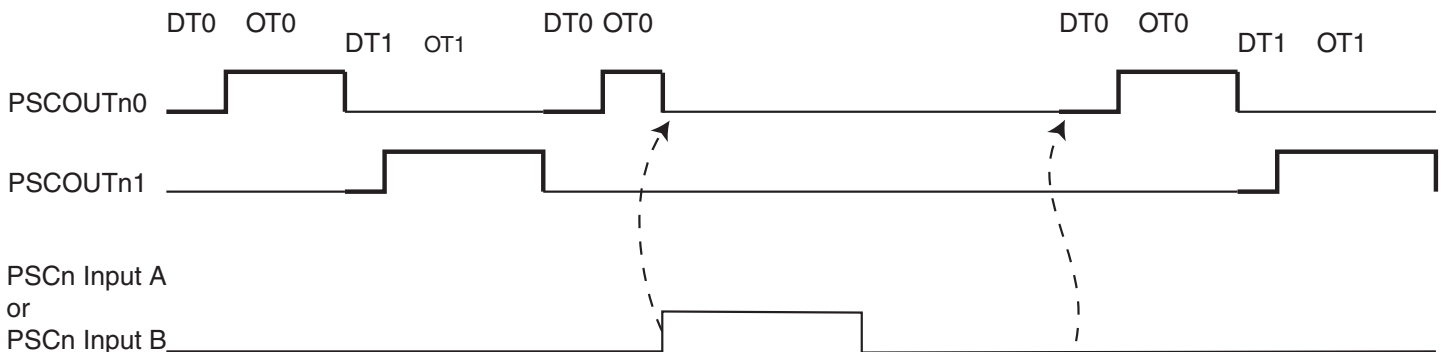 DT0 OT0 DT0 OT0 DT0 OT0
DT1 OT1 DT1 OT1
PSCOUTn0
PSCOUTn1
PSCn Input A
or
PSCn Input B